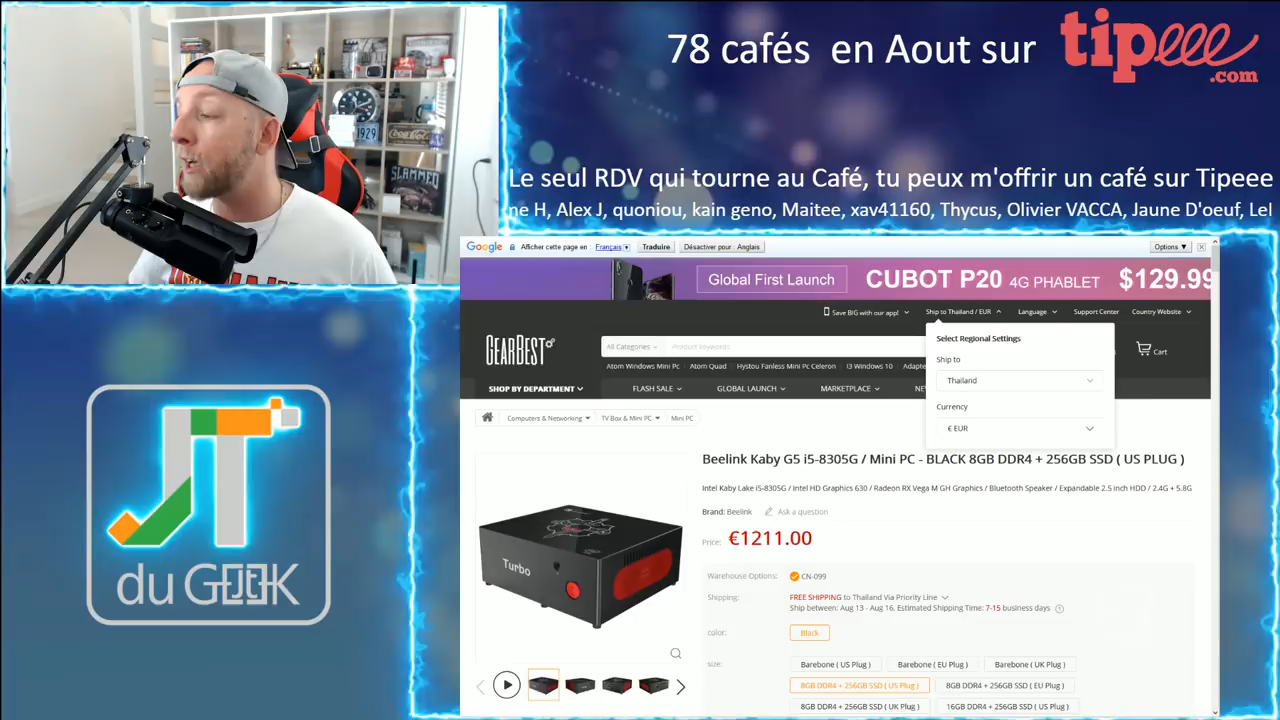 78 cafés en Aout sur
tipeee
.com
Le seul RDV qui tourne au Café, tu peux m'offrir un café sur Tipeee
ne H, Alex J, quoniou, kain geno, Maitee, xav41160, Thycus, Olivier VACCA, Jaune D'oeuf, Lel
1929
Coca-Cola
SLAMMED
JT
du GEEK
Google Afficher cette page en : Français Traduire Désactiver pour : Anglais Options ▼
Global First Launch CUBOT P20 4G PHABLET $129.99
Save BIG with our app! Ship to Thailand / EUR Language Support Center Country Website
GEARBEST
All Categories Product keywords
Cart
Atom Windows Mini Pc Atom Quad Hystou Fanless Mini Pc Celeron I3 Windows 10 Adapte
SHOP BY DEPARTMENT FLASH SALE GLOBAL LAUNCH MARKETPLACE NE
Select Regional Settings
Ship to
Thailand
Currency
€ EUR
Computers & Networking TV Box & Mini PC Mini PC
Beelink Kaby G5 i5-8305G / Mini PC - BLACK 8GB DDR4 + 256GB SSD ( US PLUG )
Intel Kaby Lake i5-8305G / Intel HD Graphics 630 / Radeon RX Vega M GH Graphics / Bluetooth Speaker / Expandable 2.5 inch HDD / 2.4G + 5.8G
Brand: Beelink Ask a question
Price: €1211.00
Turbo
Warehouse Options: CN-099
Shipping: FREE SHIPPING to Thailand Via Priority Line
Ship between: Aug 13 - Aug 16, Estimated Shipping Time: 7-15 business days
color: Black
size: Barebone ( US Plug ) Barebone ( EU Plug ) Barebone ( UK Plug )
8GB DDR4 + 256GB SSD ( US Plug ) 8GB DDR4 + 256GB SSD ( EU Plug )
8GB DDR4 + 256GB SSD ( UK Plug ) 16GB DDR4 + 256GB SSD ( US Plug )